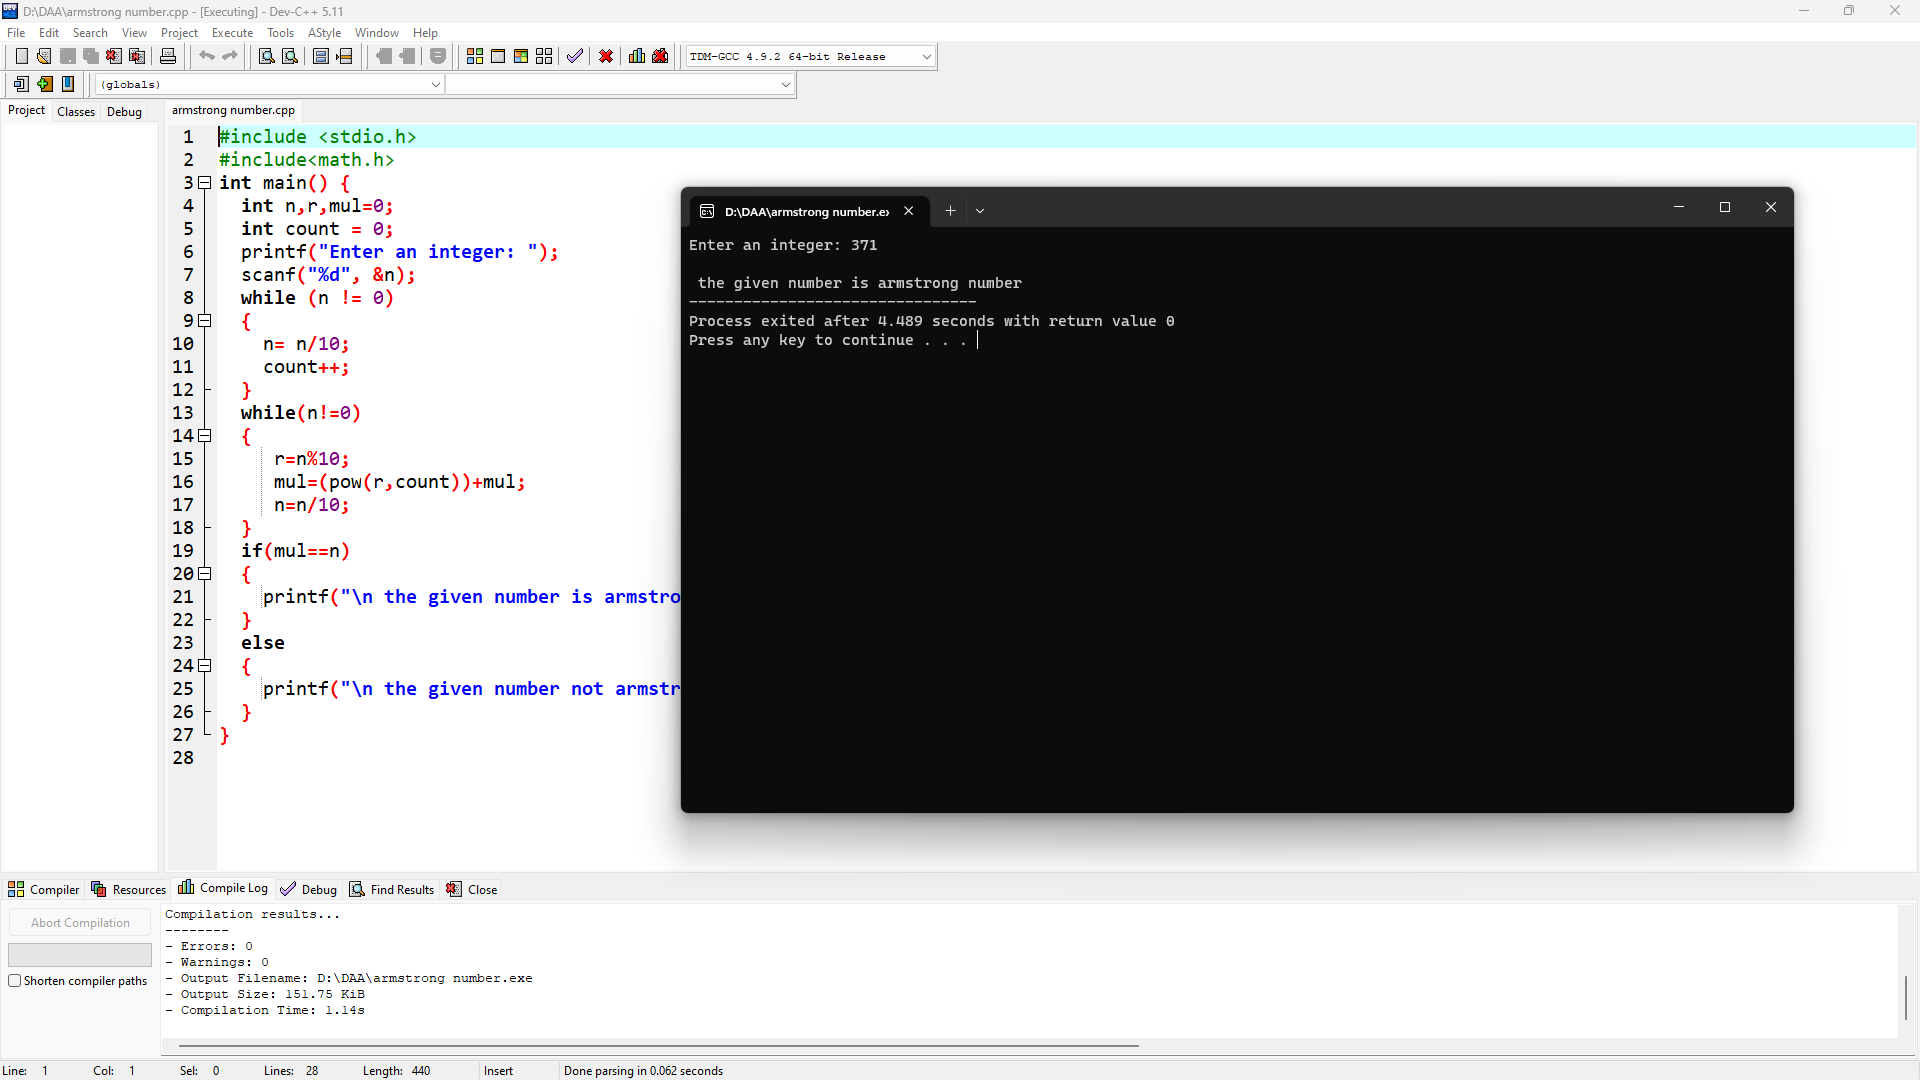 D:\DAA\armstrong number.cpp - [Executing] - Dev-C++ 5.11
File Edit Search View Project Execute Tools AStyle Window Help
TDM-GCC 4.9.2 64-bit Release
(globals)
Project Classes Debug
armstrong number.cpp
1 #include <stdio.h>
2 #include<math.h>
3 int main() {
4 int n,r,mul=0;
5 int count = 0;
6 printf("Enter an integer: ");
7 scanf("%d", &n);
8 while (n != 0)
9 {
10 n= n/10;
11 count++;
12 }
13 while(n!=0)
14 {
15 r=n%10;
16 mul=(pow(r,count))+mul;
17 n=n/10;
18 }
19 if(mul==n)
20 {
21 printf("\n the given number is armstro
22 }
23 else
24 {
25 printf("\n the given number not armstr
26 }
27 }
28
D:\DAA\armstrong number.ex
Enter an integer: 371
the given number is armstrong number
--------------------------------
Process exited after 4.489 seconds with return value 0
Press any key to continue . . .
Compiler Resources Compile Log Debug Find Results Close
Abort Compilation
Shorten compiler paths
Compilation results...
--------
- Errors: 0
- Warnings: 0
- Output Filename: D:\DAA\armstrong number.exe
- Output Size: 151.75 KiB
- Compilation Time: 1.14s
Line: 1 Col: 1 Sel: 0 Lines: 28 Length: 440 Insert Done parsing in 0.062 seconds